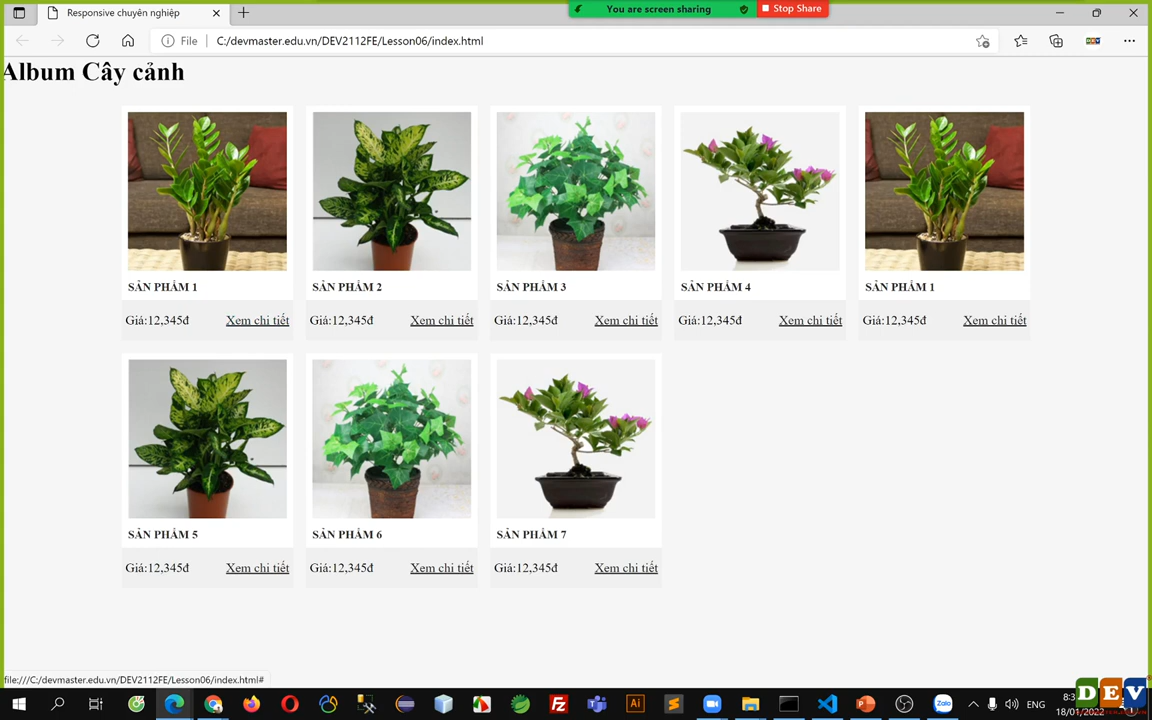 You are screen sharing
Stop Share
Responsive chuyên nghiệp
File
C:/devmaster.edu.vn/DEV2112FE/Lesson06/index.html
Album Cây cảnh
SẢN PHẨM 1
SẢN PHẨM 2
SẢN PHẨM 3
SẢN PHẨM 4
SẢN PHẨM 1
Giá:12,345đ Xem chi tiết
Giá:12,345đ Xem chi tiết
Giá:12,345đ Xem chi tiết
Giá:12,345đ Xem chi tiết
Giá:12,345đ Xem chi tiết
SẢN PHẨM 5
SẢN PHẨM 6
SẢN PHẨM 7
Giá:12,345đ Xem chi tiết
Giá:12,345đ Xem chi tiết
Giá:12,345đ Xem chi tiết
file:///C:/devmaster.edu.vn/DEV2112FE/Lesson06/index.html#
Fz
Ai
Zalo
ENG
18/01/2022
DEV